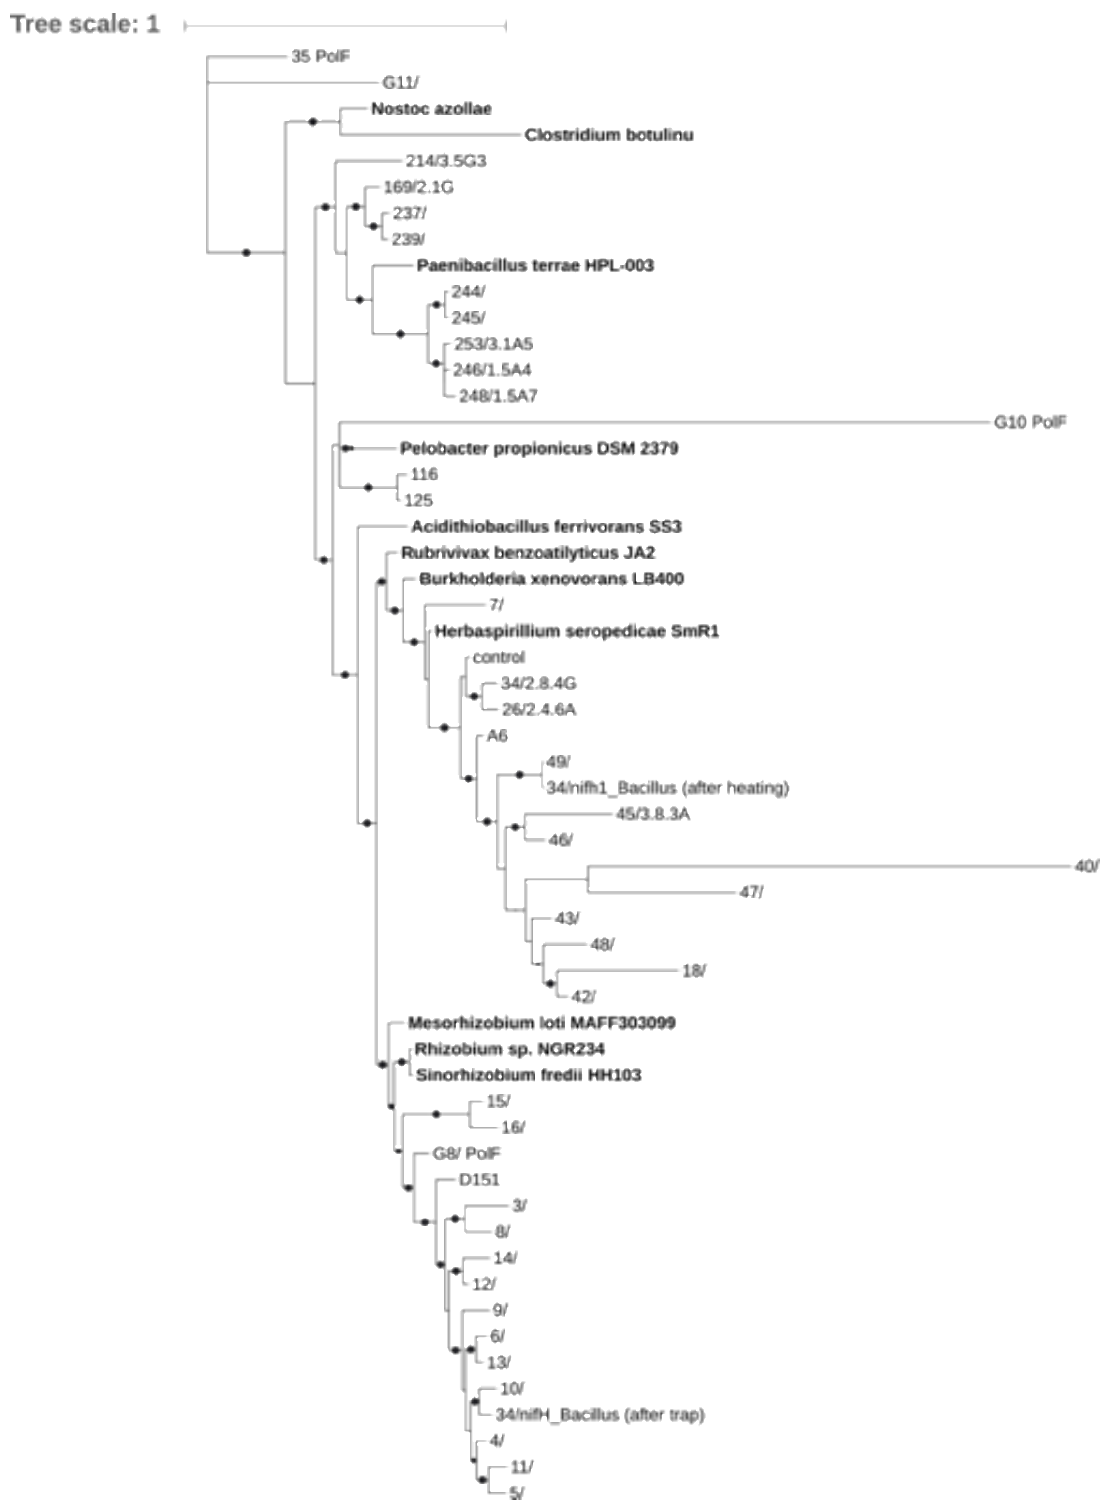 Tree scale: 1
35 PolF
G11/
Nostoc azollae
Clostridium botulinu
214/3.5G3
169/2.1G
237/
239/
Paenibacillus terrae HPL-003
244/
245/
253/3.1A5
246/1.5A4
248/1.5A7
G10 PolF
Pelobacter propionicus DSM 2379
116
125
Acidithiobacillus ferrivorans SS3
Rubrivivax benzoatilyticus JA2
Burkholderia xenovorans LB400
7/
Herbaspirillium seropedicae SmR1
control
34/2.8.4G
26/2.4.6A
A6
49/
34/nifh1_Bacillus (after heating)
45/3.8.3A
46/
40/
47/
43/
48/
18/
42/
Mesorhizobium loti MAFF303099
Rhizobium sp. NGR234
Sinorhizobium fredii HH103
15/
16/
G8/ PolF
D151
3/
8/
14/
12/
9/
6/
13/
10/
34/nifH_Bacillus (after trap)
4/
11/
5/